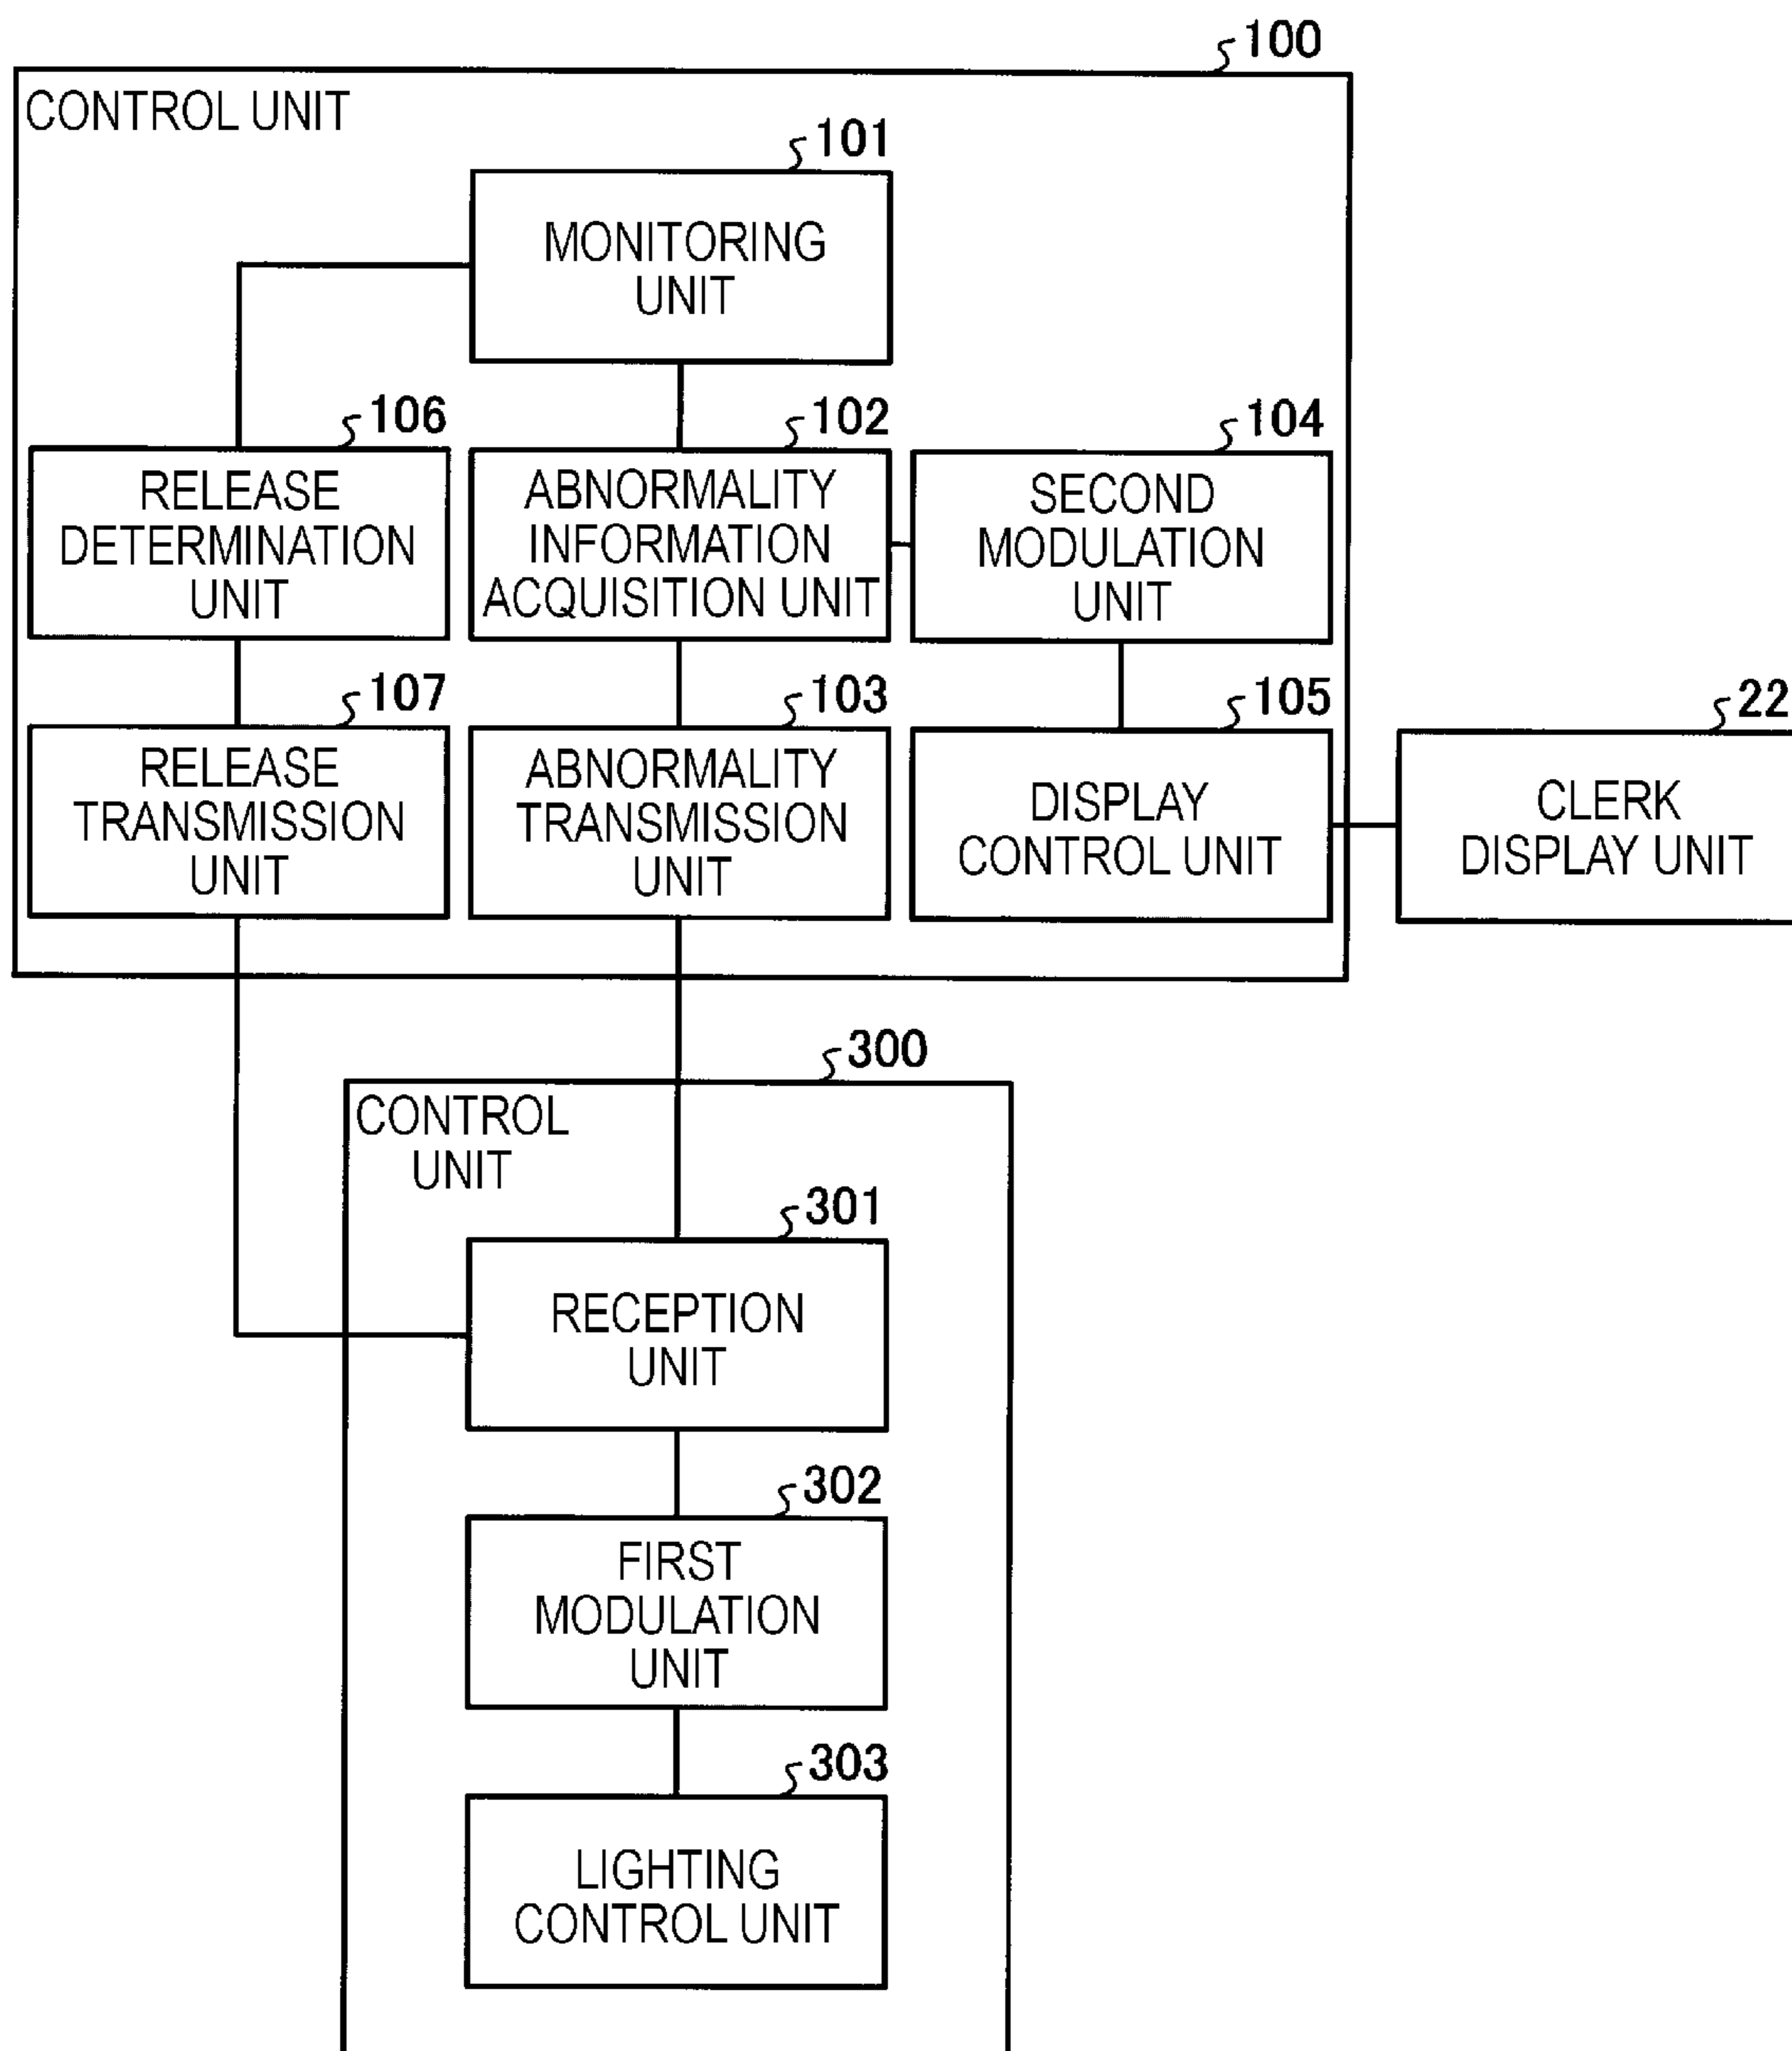 100
CONTROL UNIT
101
MONITORING
UNIT
106
RELEASE
DETERMINATION
UNIT
102
ABNORMALITY
INFORMATION
ACQUISITION UNIT
104
SECOND
MODULATION
UNIT
107
RELEASE
TRANSMISSION
UNIT
103
ABNORMALITY
TRANSMISSION
UNIT
105
DISPLAY
CONTROL UNIT
22
CLERK
DISPLAY UNIT
300
CONTROL
UNIT
301
RECEPTION
UNIT
302
FIRST
MODULATION
UNIT
303
LIGHTING
CONTROL UNIT